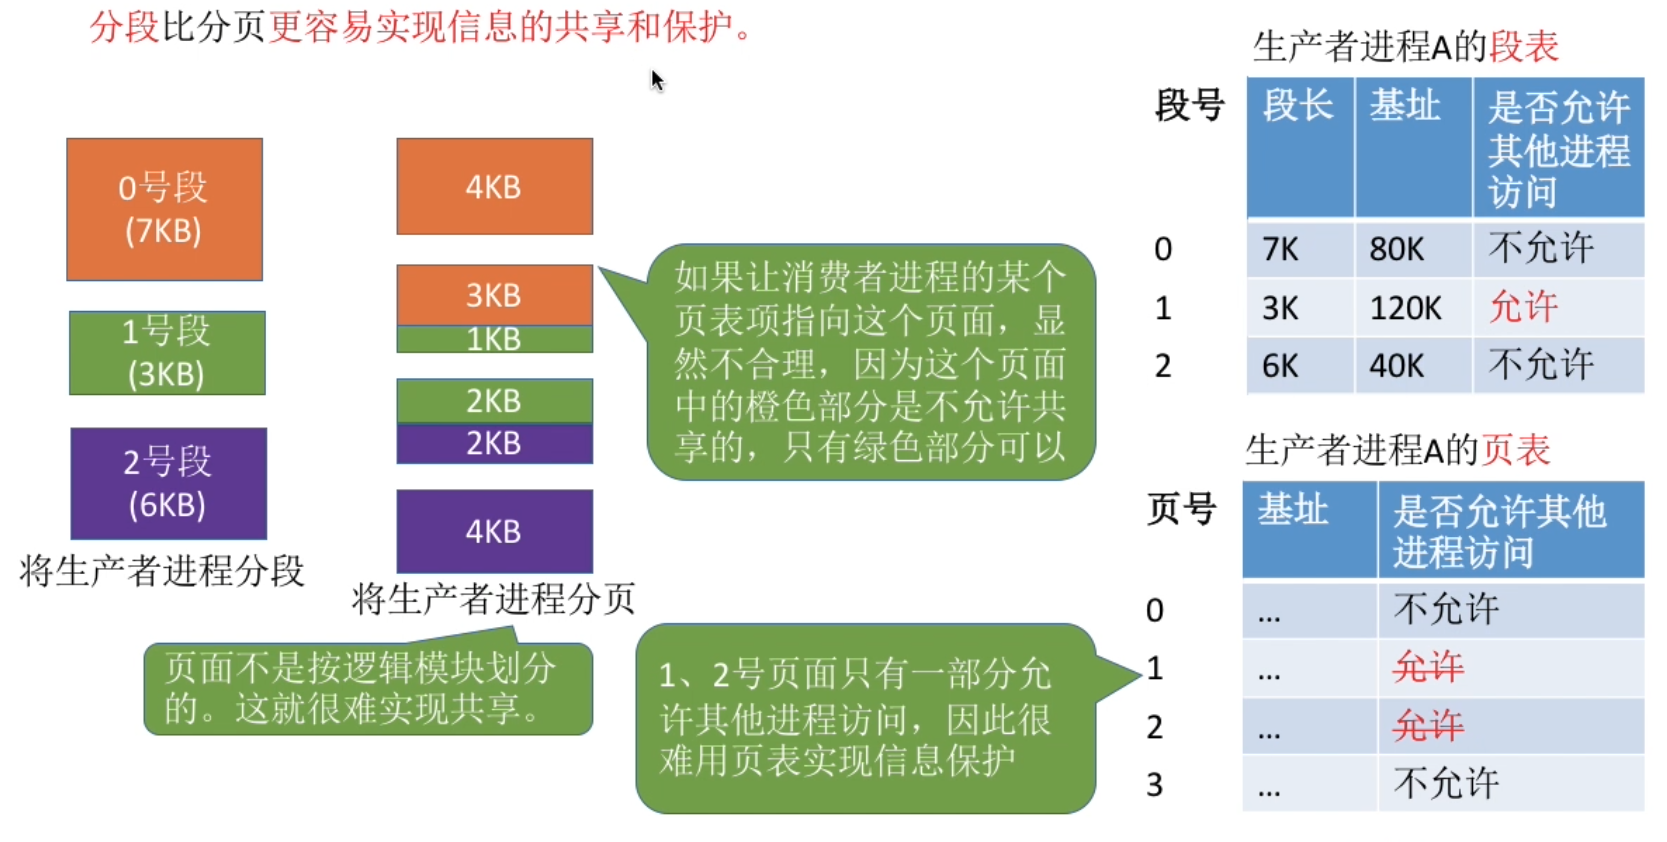 分段比分页更容易实现信息的共享和保护。
0号段
(7KB)
1号段
(3KB)
2号段
(6KB)
将生产者进程分段
4KB
3KB
1KB
2KB
2KB
4KB
将生产者进程分页
页面不是按逻辑模块划分
的。这就很难实现共享。
如果让消费者进程的某个
页表项指向这个页面，显
然不合理，因为这个页面
中的橙色部分是不允许共
享的，只有绿色部分可以
1、2号页面只有一部分允
许其他进程访问，因此很
难用页表实现信息保护
生产者进程A的段表
段号 段长 基址 是否允许
其他进程
访问
0 7K 80K 不允许
1 3K 120K 允许
2 6K 40K 不允许
生产者进程A的页表
页号 基址 是否允许其他
进程访问
0 ... 不允许
1 ... 允许
2 ... 允许
3 ... 不允许